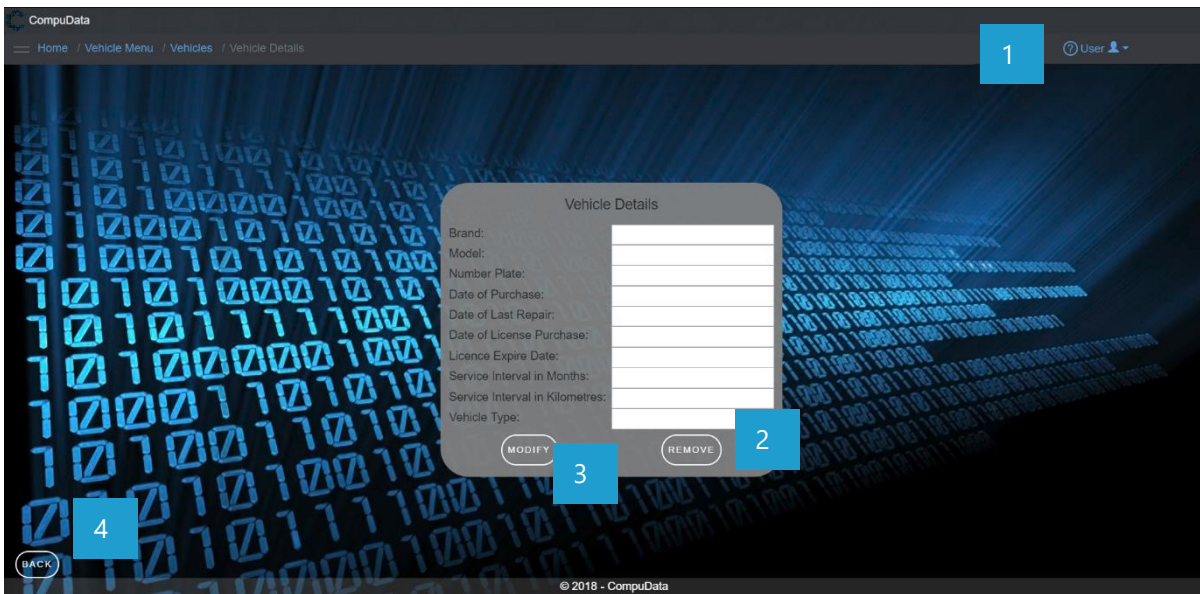 CompuData
Home / Vehicle Menu / Vehicles / Vehicle Details
1
User
Vehicle Details
Brand:
Model:
Number Plate:
Date of Purchase:
Date of Last Repair:
Date of License Purchase:
Licence Expire Date:
Service Interval in Months:
Service Interval in Kilometres:
Vehicle Type:
MODIFY
REMOVE
2
3
4
BACK
© 2018 - CompuData